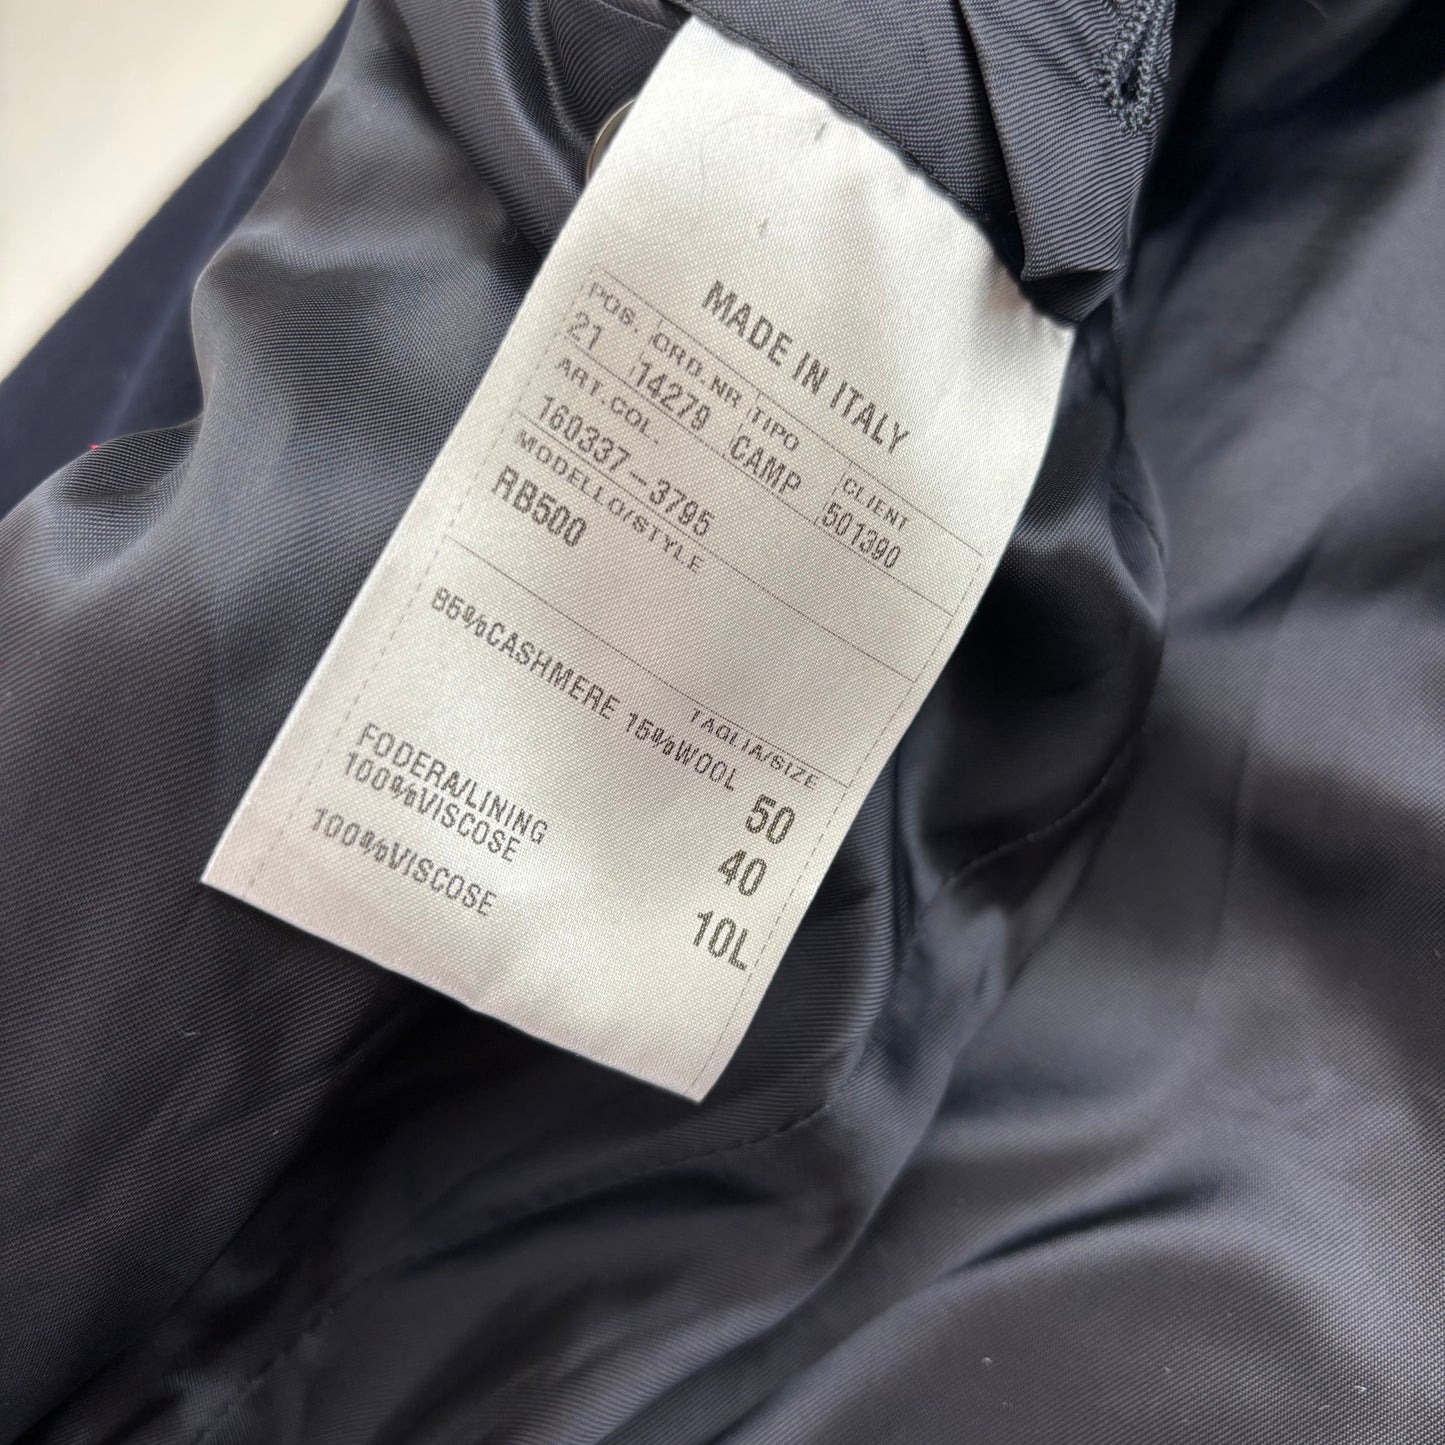 MADE IN ITALY
POS. ORD.NR TIPO CLIENT
21 14279 CAMP 501390
ART.COL.
160337-3795
MODELLO/STYLE
RB500
TAGLIA/SIZE
85%CASHMERE 15%WOOL 50
40
FODERA/LINING
100%VISCOSE
10L
100%VISCOSE